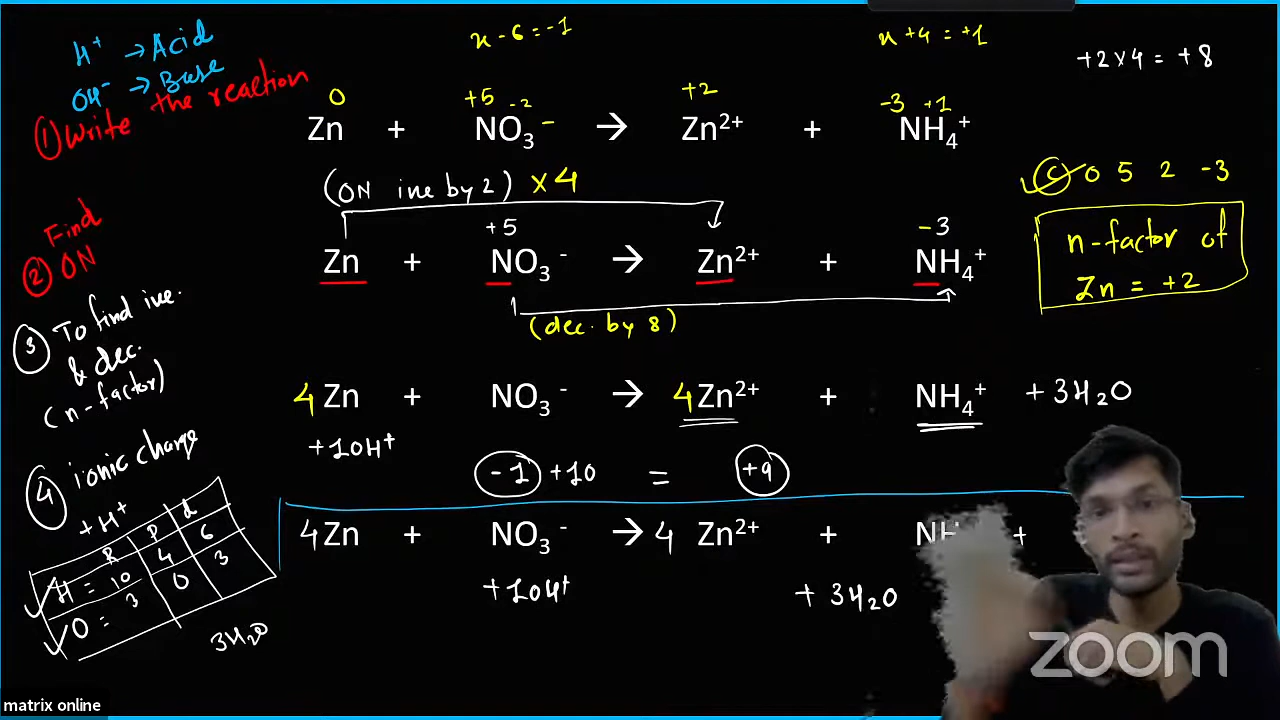 H⁺ → Acid
OH⁻ → Base
① Write the reaction
② Find ON
③ To find inc.
& dec.
(n-factor)
④ ionic charge
+H⁺
R P d
H = 10 4 6
O = 3 0 3
3H₂O
x - 6 = -1
x + 4 = +1
+2 x 4 = +8
0 +5 -2 +2 -3 +1
Zn + NO₃⁻ → Zn²⁺ + NH₄⁺
(ON inc by 2) x 4
0 5 2 -3
+5 -3
Zn + NO₃⁻ → Zn²⁺ + NH₄⁺
(dec. by 8)
n-factor of
Zn = +2
4Zn + NO₃⁻ → 4Zn²⁺ + NH₄⁺ + 3H₂O
+10H⁺
-1 +10 = +9
4Zn + NO₃⁻ → 4 Zn²⁺ + NH +
+10H⁺ + 3H₂O
zoom
matrix online